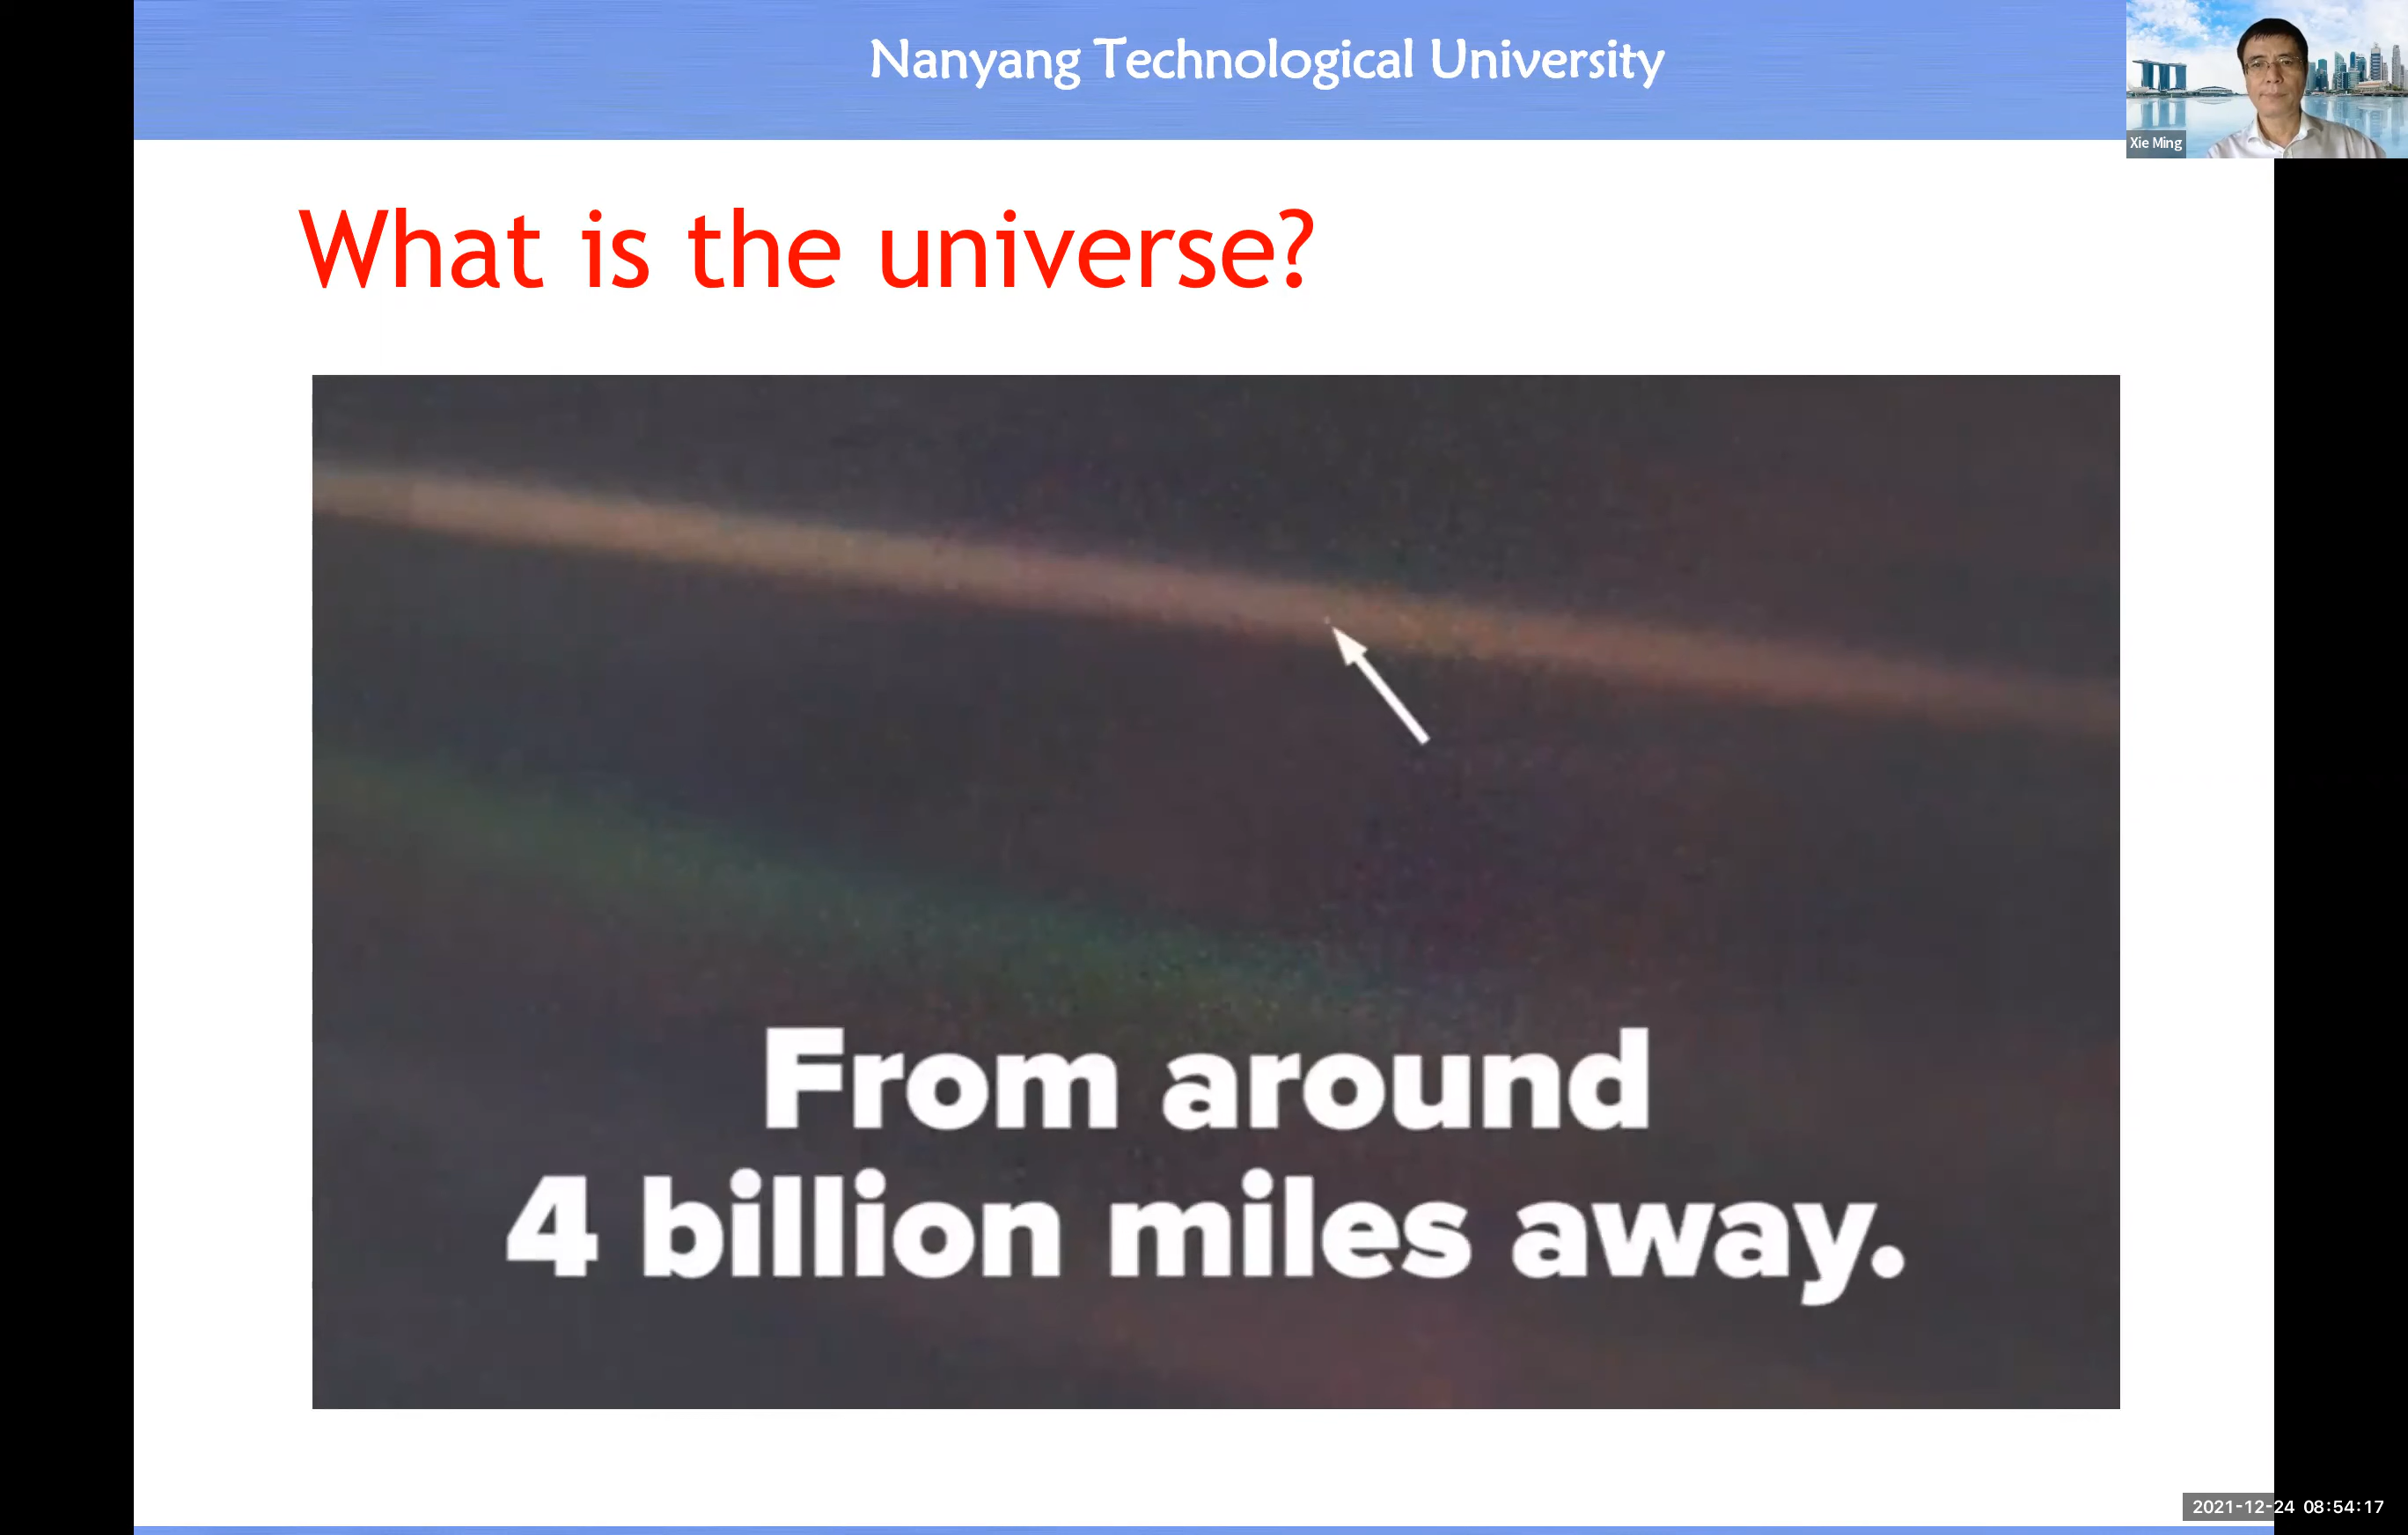 Nanyang Technological University
Xie Ming
What is the universe?
From around
4 billion miles away.
2021-12-24 08:54:17